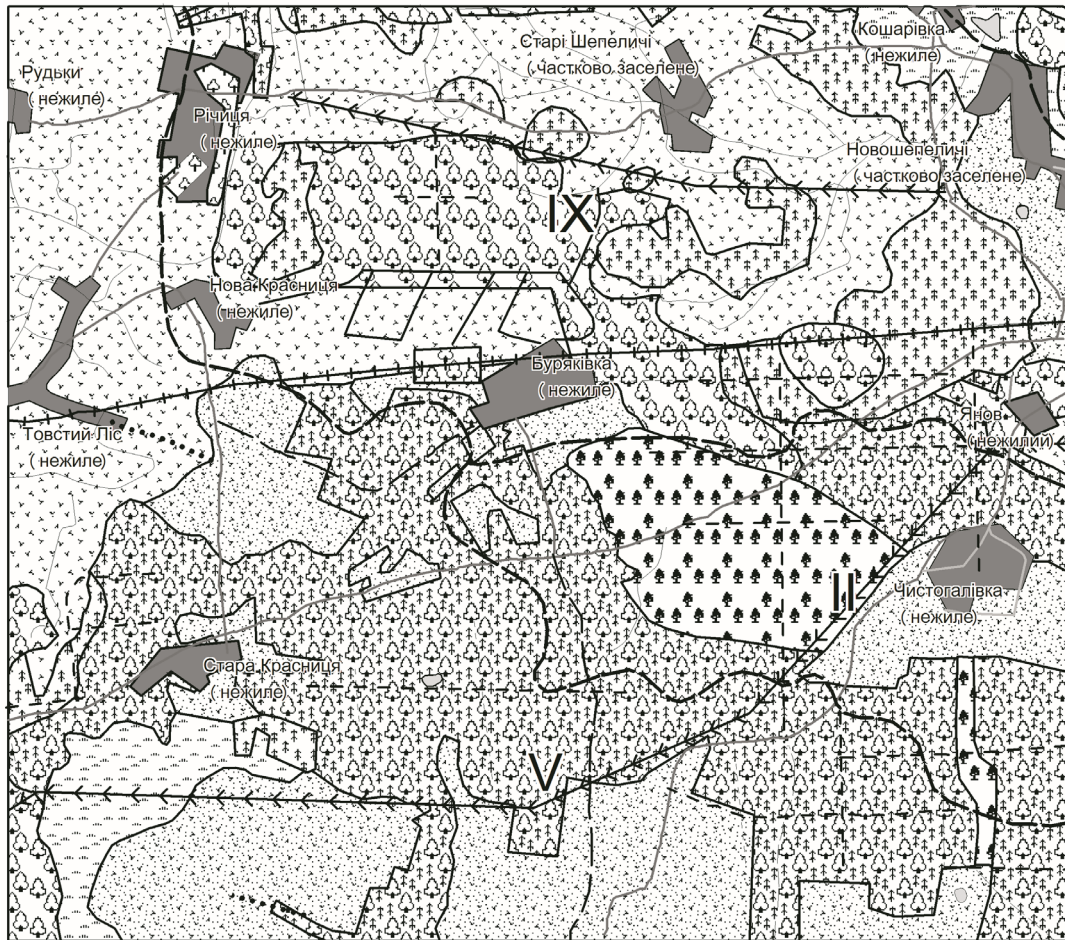 Кошарівка
( нежиле)
Старі Шепеличі
( частково заселене)
Рудьки
( нежиле)
Річиця
( нежиле)
Новошепеличі
( частково заселене)
IX
Нова Красниця
( нежиле)
Буряківка
( нежиле)
Янов
( нежилий)
Товстий Ліс
( нежиле)
II
Чистогалівка
( нежиле)
Стара Красниця
( нежиле)
V